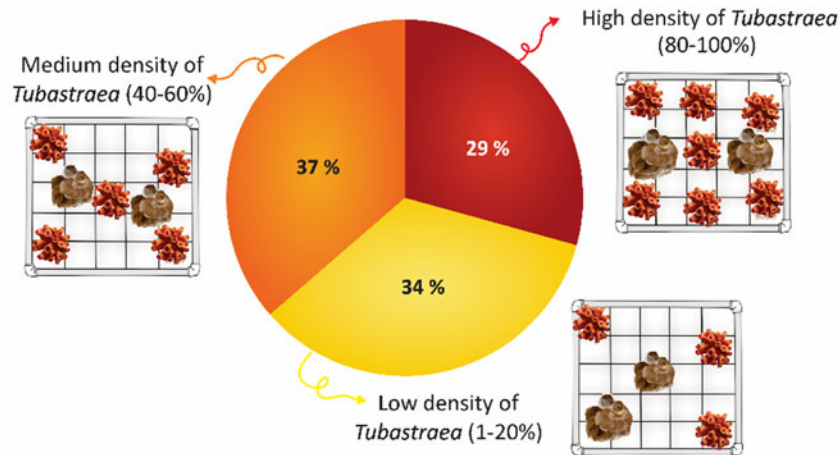 High density of Tubastraea
(80-100%)
Medium density of
Tubastraea (40-60%)
37 %
29 %
34 %
Low density of
Tubastraea (1-20%)